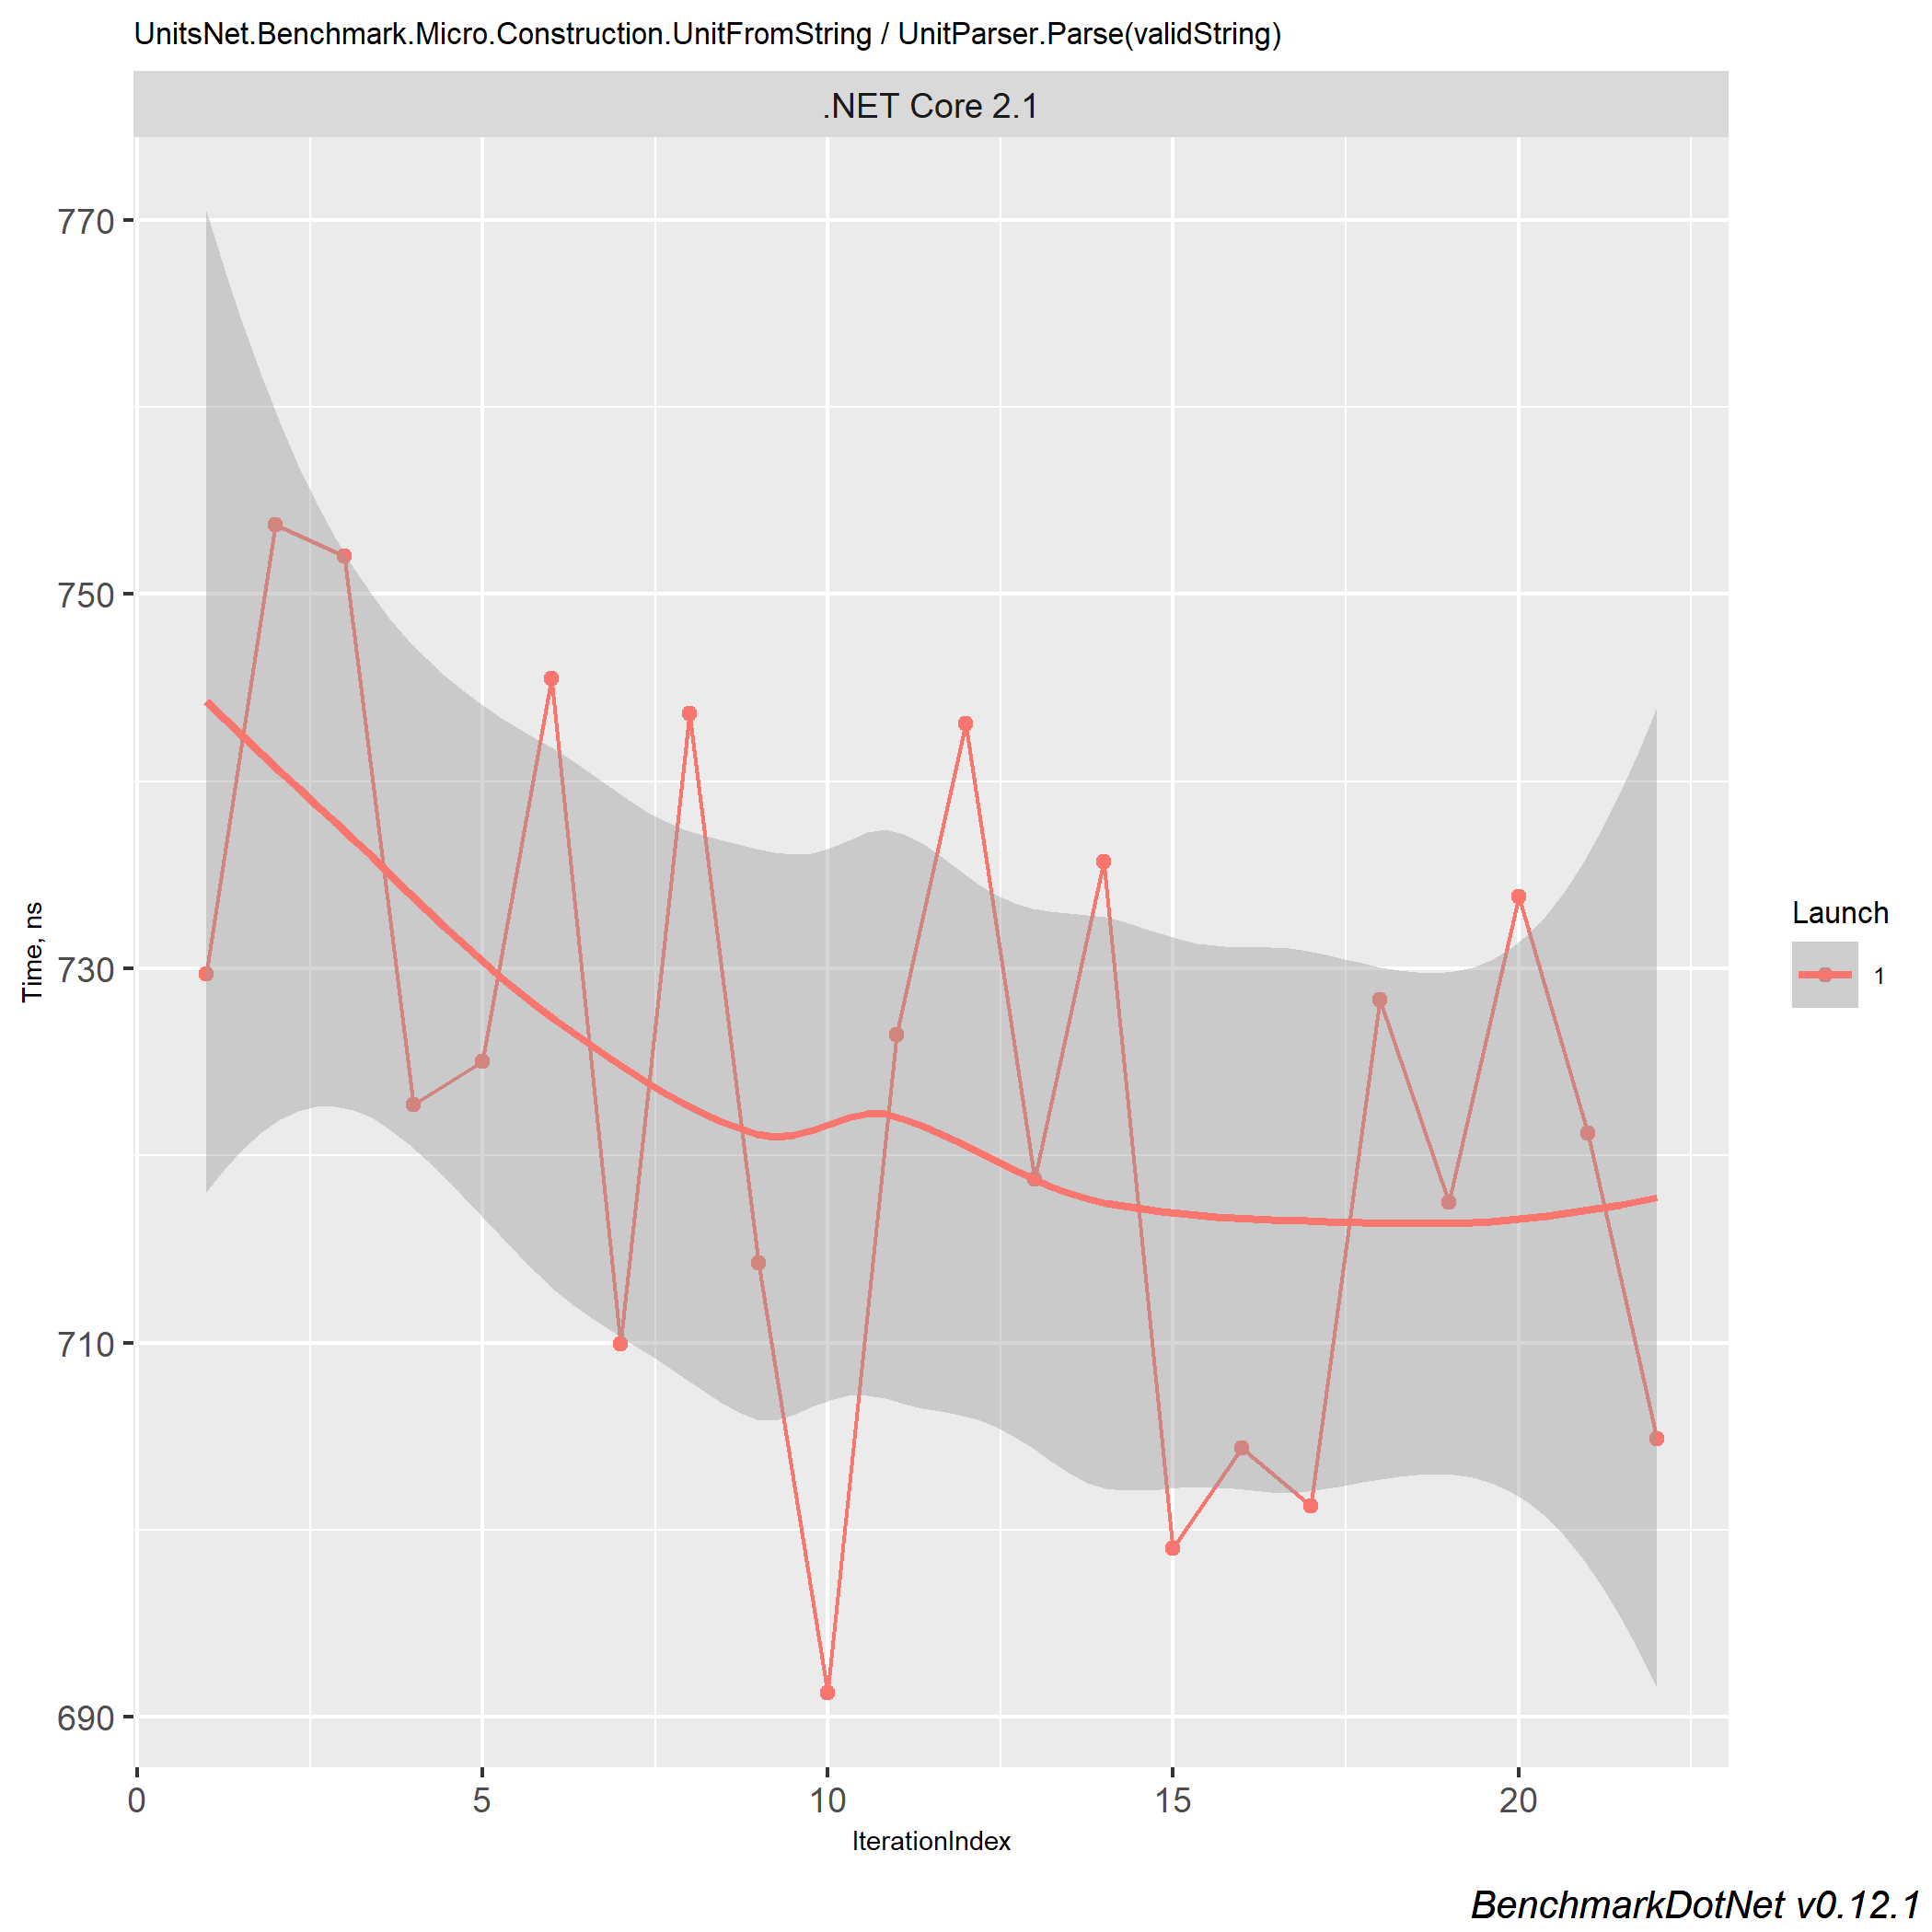 UnitsNet.Benchmark.Micro.Construction.UnitFromString / UnitParser.Parse(validString)
.NET Core 2.1
770
750
730
710
690
Time, ns
0 5 10 15 20
IterationIndex
Launch
1
BenchmarkDotNet v0.12.1